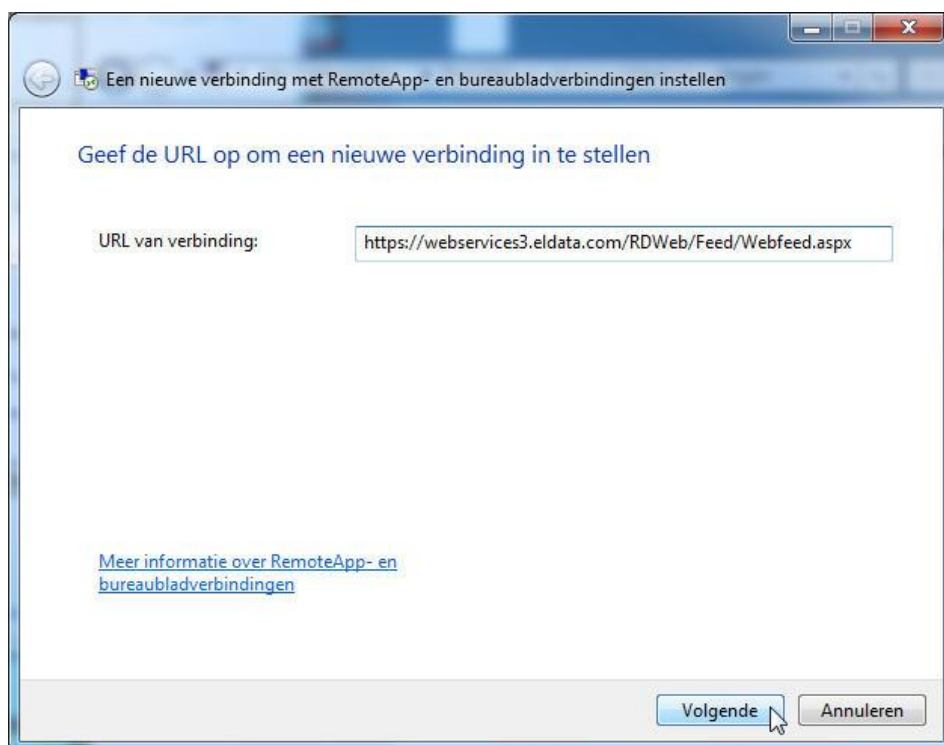 Een nieuwe verbinding met RemoteApp- en bureaubladverbindingen instellen
Geef de URL op om een nieuwe verbinding in te stellen
URL van verbinding:
https://webservices3.eldata.com/RDWeb/Feed/Webfeed.aspx
Meer informatie over RemoteApp- en
bureaubladverbindingen
Volgende
Annuleren